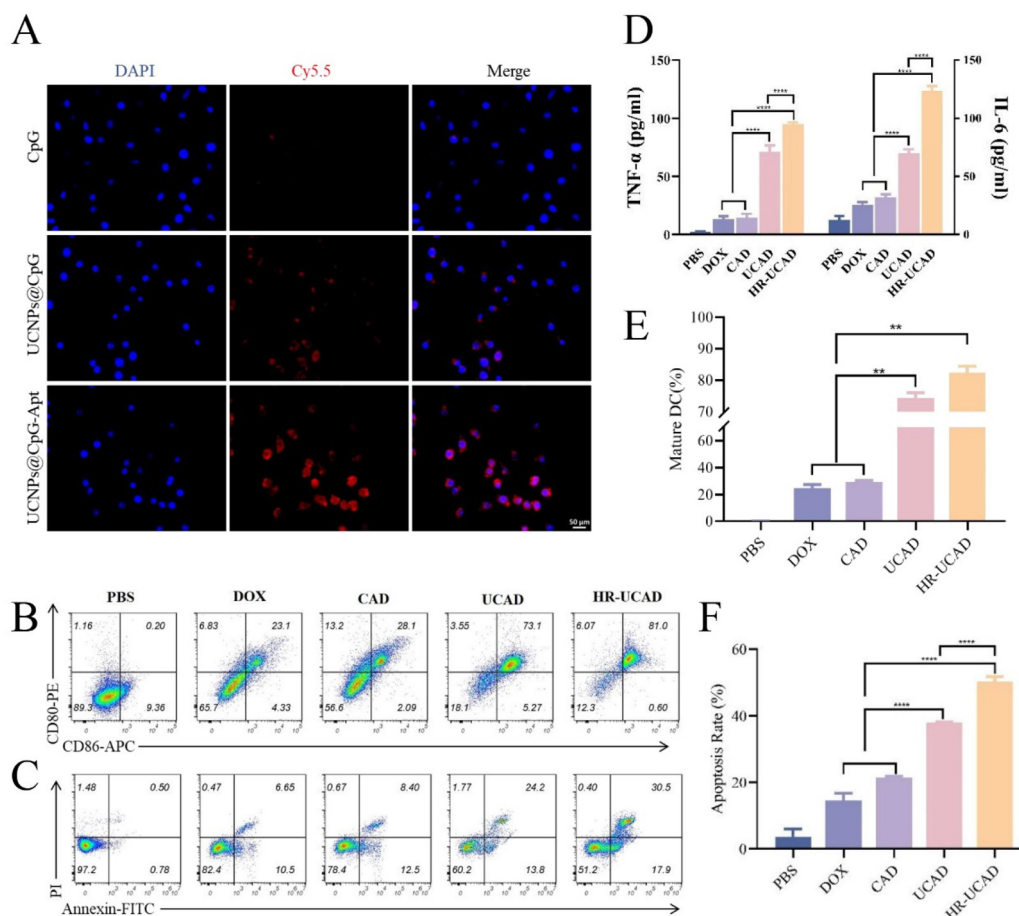 A
DAPI Cy5.5 Merge
CpG
UCNPs@CpG
UCNPs@CpG-Apt
50 μm
B
PBS DOX CAD UCAD HR-UCAD
CD80-PE
1.16 0.20 6.83 23.1 13.2 28.1 3.55 73.1 6.07 81.0
89.3 9.36 65.7 4.33 56.6 2.09 18.1 5.27 12.3 0.60
CD86-APC
C
PI
1.48 0.50 0.47 6.65 0.67 8.40 1.77 24.2 0.40 30.5
97.2 0.78 82.4 10.5 78.4 12.5 60.2 13.8 51.2 17.9
Annexin-FITC
D
TNF-α (pg/ml)
150
100
50
0
**** **** ****
**** **** ****
PBS DOX CAD UCAD HR-UCAD PBS DOX CAD UCAD HR-UCAD
150
100
50
0
IL-6 (pg/ml)
E
Mature DC(%)
100
90
80
70
60
40
20
0
**
**
PBS DOX CAD UCAD HR-UCAD
F
Apoptosis Rate (%)
60
40
20
0
****
****
****
PBS DOX CAD UCAD HR-UCAD